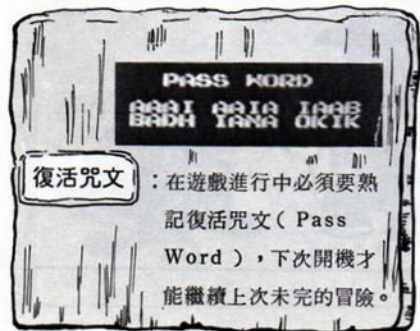 PASS WORD
AAAI AAIA IAAB
BADH IANA OKIK
復活咒文
：在遊戲進行中必須要熟
記復活咒文( Pass
Word )，下次開機才
能繼續上次未完的冒險。